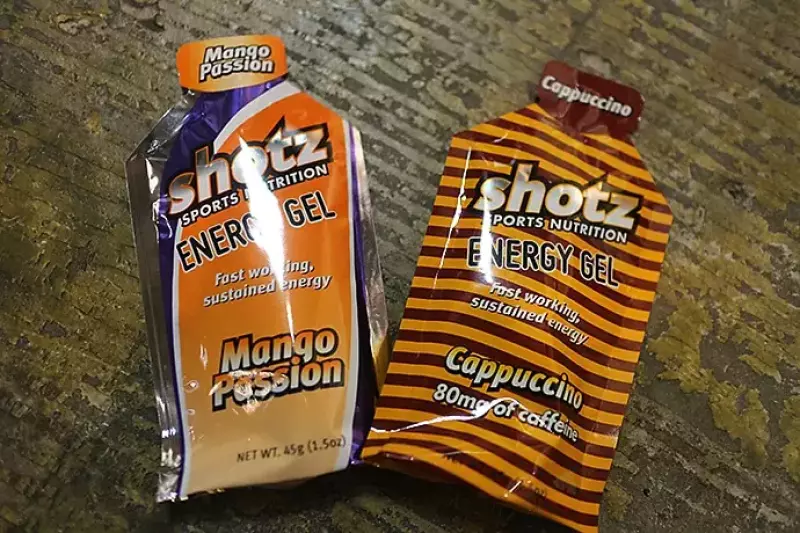 Mango
Passion
shotz
SPORTS NUTRITION
ENERGY GEL
Fast working,
sustained energy
Mango
Passion
NET WT. 45g (1.5oz)
Cappuccino
shotz
SPORTS NUTRITION
ENERGY GEL
Fast working,
sustained energy
Cappuccino
80mg of caffeine